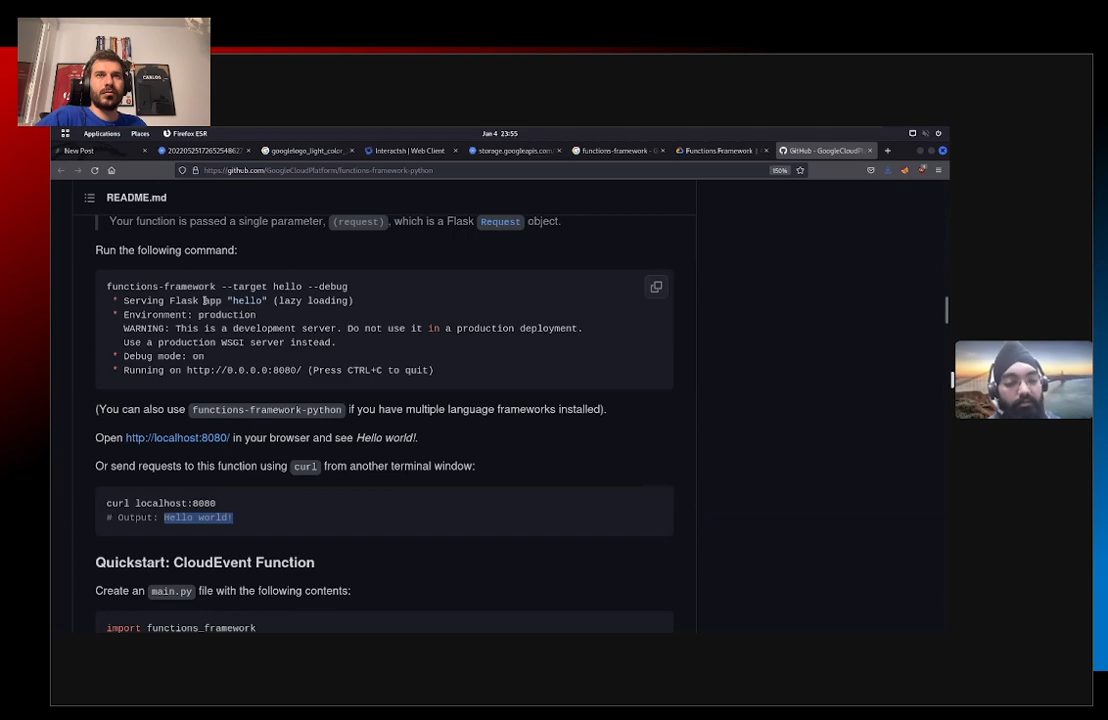 CARLOS
Applications Places Firefox ESR Jan 4 23:55
New Post 20220525172652548627 googlelogo_light_color_ Interactsh | Web Client storage.googleapis.com/ functions-framework - G Functions Framework | GitHub - GoogleCloudP
https://github.com/GoogleCloudPlatform/functions-framework-python 150%
README.md
Your function is passed a single parameter, (request), which is a Flask Request object.
Run the following command:
functions-framework --target hello --debug
* Serving Flask app "hello" (lazy loading)
* Environment: production
WARNING: This is a development server. Do not use it in a production deployment.
Use a production WSGI server instead.
* Debug mode: on
* Running on http://0.0.0.0:8080/ (Press CTRL+C to quit)
(You can also use functions-framework-python if you have multiple language frameworks installed).
Open http://localhost:8080/ in your browser and see Hello world!.
Or send requests to this function using curl from another terminal window:
curl localhost:8080
# Output: Hello world!
Quickstart: CloudEvent Function
Create an main.py file with the following contents:
import functions_framework